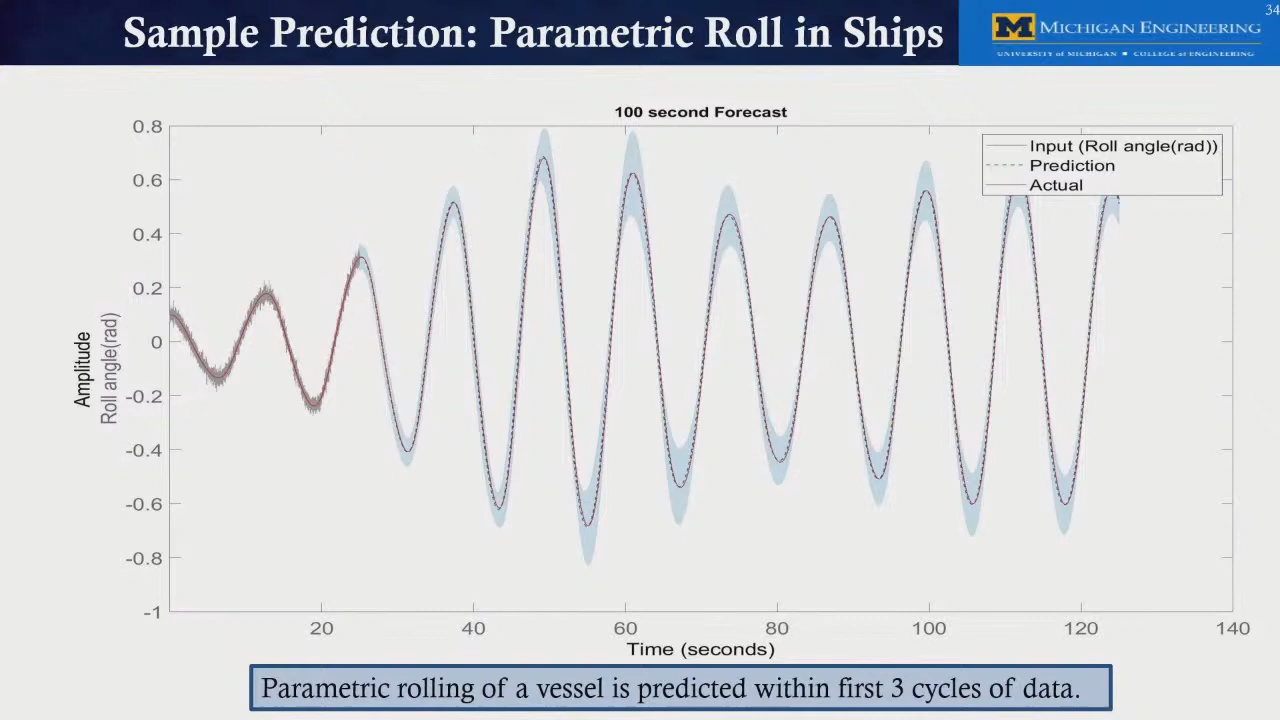 Sample Prediction: Parametric Roll in Ships
M MICHIGAN ENGINEERING
UNIVERSITY of MICHIGAN ■ COLLEGE of ENGINEERING
34
100 second Forecast
Input (Roll angle(rad))
Prediction
Actual
0.8
0.6
0.4
0.2
0
-0.2
-0.4
-0.6
-0.8
-1
Amplitude
Roll angle(rad)
20 40 60 80 100 120 140
Time (seconds)
Parametric rolling of a vessel is predicted within first 3 cycles of data.